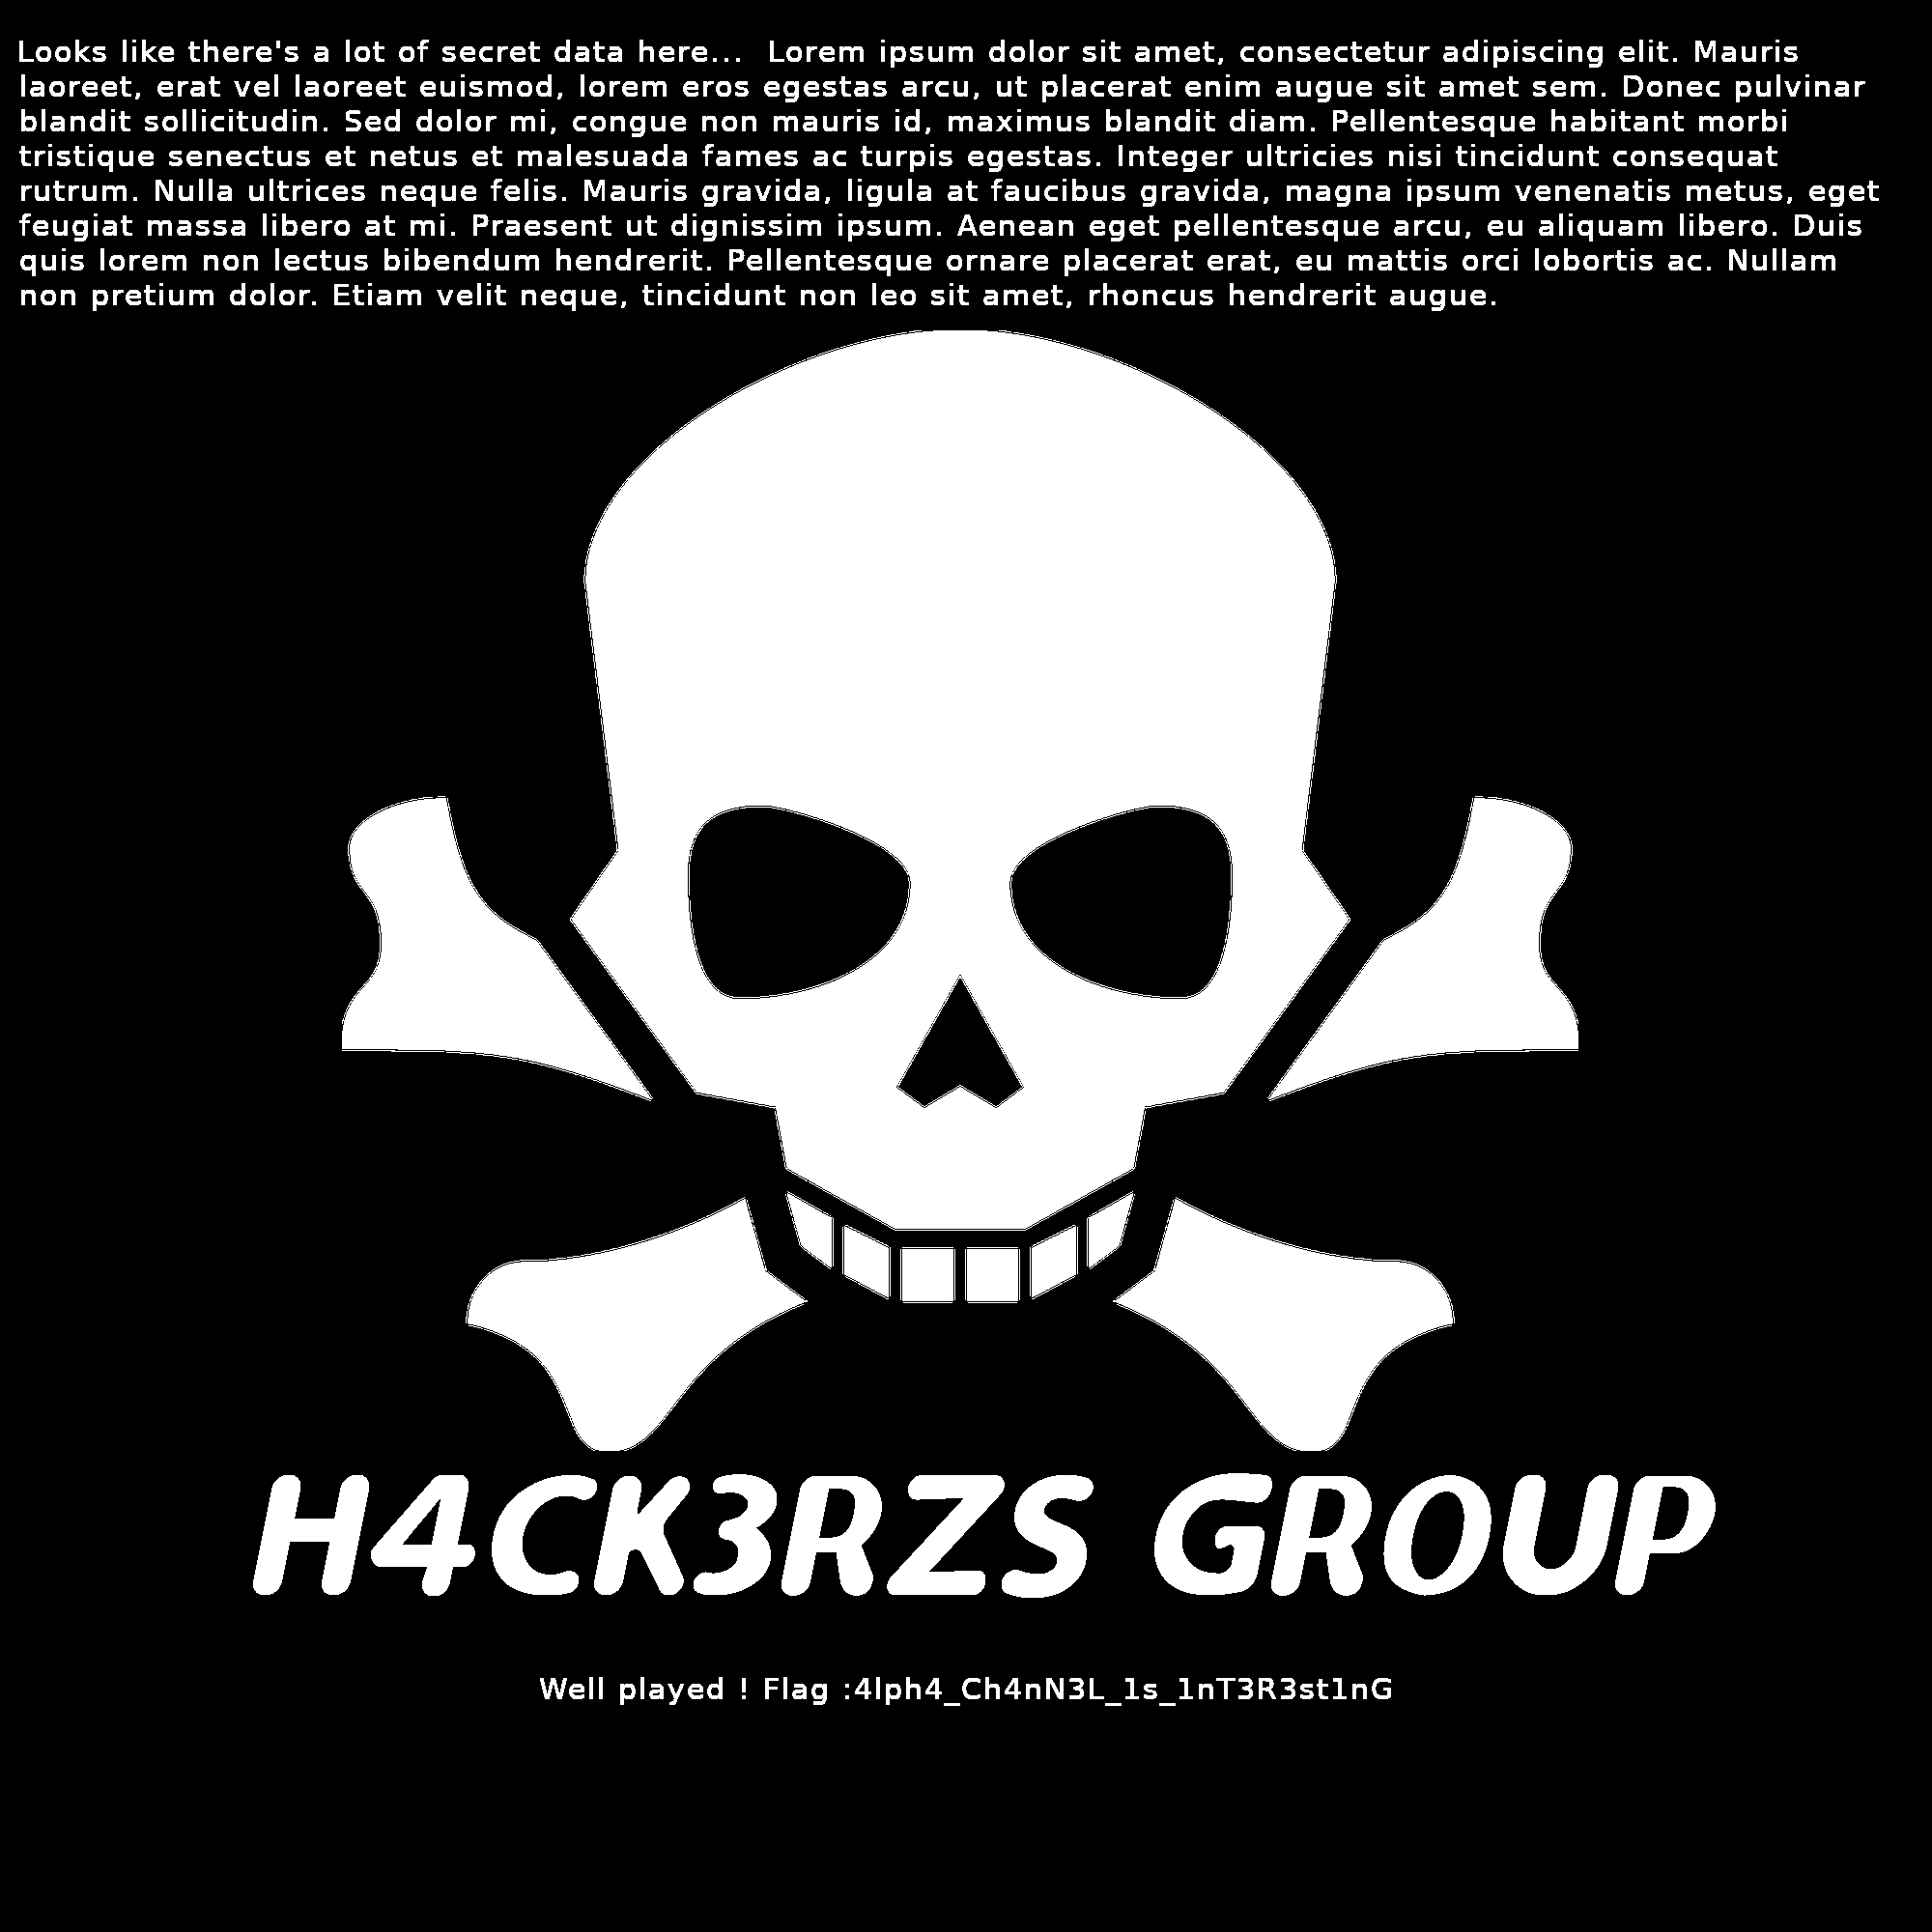 Looks like there's a lot of secret data here...  Lorem ipsum dolor sit amet, consectetur adipiscing elit. Mauris
laoreet, erat vel laoreet euismod, lorem eros egestas arcu, ut placerat enim augue sit amet sem. Donec pulvinar
blandit sollicitudin. Sed dolor mi, congue non mauris id, maximus blandit diam. Pellentesque habitant morbi
tristique senectus et netus et malesuada fames ac turpis egestas. Integer ultricies nisi tincidunt consequat
rutrum. Nulla ultrices neque felis. Mauris gravida, ligula at faucibus gravida, magna ipsum venenatis metus, eget
feugiat massa libero at mi. Praesent ut dignissim ipsum. Aenean eget pellentesque arcu, eu aliquam libero. Duis
quis lorem non lectus bibendum hendrerit. Pellentesque ornare placerat erat, eu mattis orci lobortis ac. Nullam
non pretium dolor. Etiam velit neque, tincidunt non leo sit amet, rhoncus hendrerit augue.
H4CK3RZS GROUP
Well played ! Flag :4lph4_Ch4nN3L_1s_1nT3R3st1nG